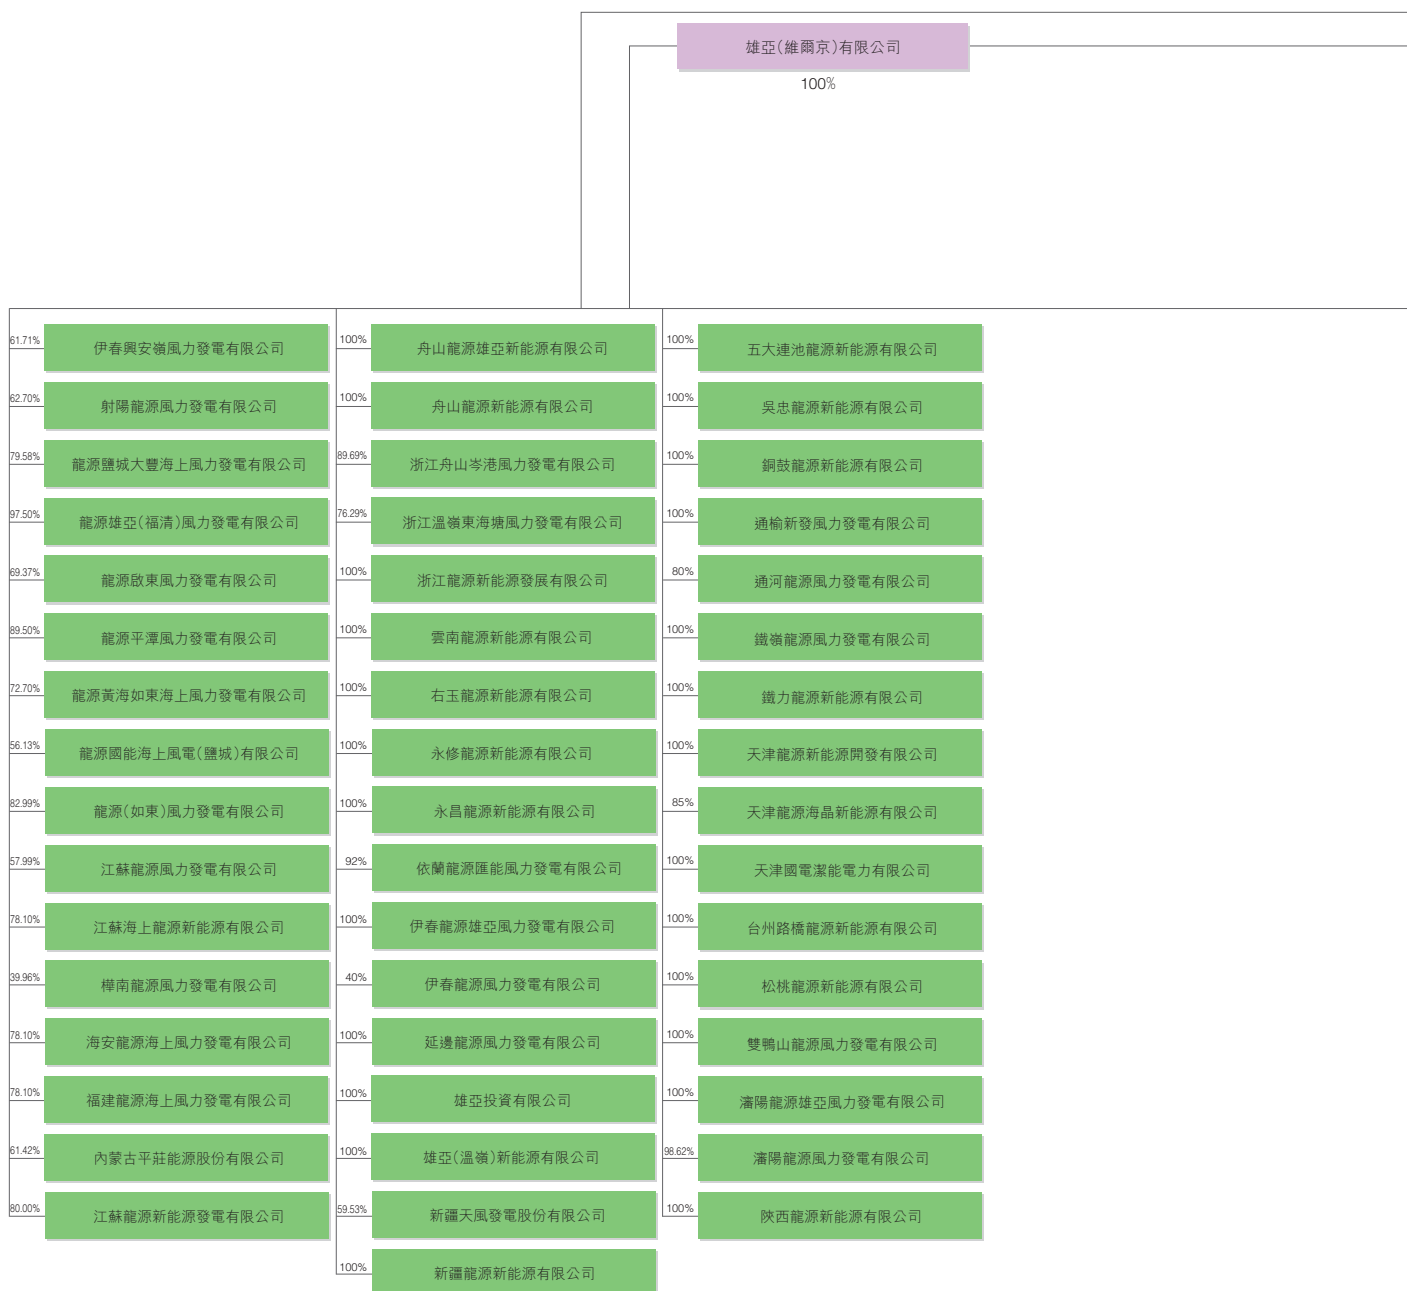 雄亞(維爾京)有限公司
100%
61.71%
伊春興安嶺風力發電有限公司
62.70%
射陽龍源風力發電有限公司
79.58%
龍源鹽城大豐海上風力發電有限公司
97.50%
龍源雄亞(福清)風力發電有限公司
69.37%
龍源啟東風力發電有限公司
89.50%
龍源平潭風力發電有限公司
72.70%
龍源黃海如東海上風力發電有限公司
56.13%
龍源國能海上風電(鹽城)有限公司
82.99%
龍源(如東)風力發電有限公司
57.99%
江蘇龍源風力發電有限公司
78.10%
江蘇海上龍源新能源有限公司
39.96%
樺南龍源風力發電有限公司
78.10%
海安龍源海上風力發電有限公司
78.10%
福建龍源海上風力發電有限公司
61.42%
內蒙古平莊能源股份有限公司
80.00%
江蘇龍源新能源發電有限公司
100%
舟山龍源雄亞新能源有限公司
100%
舟山龍源新能源有限公司
89.69%
浙江舟山岑港風力發電有限公司
76.29%
浙江溫嶺東海塘風力發電有限公司
100%
浙江龍源新能源發展有限公司
100%
雲南龍源新能源有限公司
100%
右玉龍源新能源有限公司
100%
永修龍源新能源有限公司
100%
永昌龍源新能源有限公司
92%
依蘭龍源匯能風力發電有限公司
100%
伊春龍源雄亞風力發電有限公司
40%
伊春龍源風力發電有限公司
100%
延邊龍源風力發電有限公司
100%
雄亞投資有限公司
100%
雄亞(溫嶺)新能源有限公司
59.53%
新疆天風發電股份有限公司
100%
新疆龍源新能源有限公司
100%
五大連池龍源新能源有限公司
100%
吳忠龍源新能源有限公司
100%
銅鼓龍源新能源有限公司
100%
通榆新發風力發電有限公司
80%
通河龍源風力發電有限公司
100%
鐵嶺龍源風力發電有限公司
100%
鐵力龍源新能源有限公司
100%
天津龍源新能源開發有限公司
85%
天津龍源海晶新能源有限公司
100%
天津國電潔能電力有限公司
100%
台州路橋龍源新能源有限公司
100%
松桃龍源新能源有限公司
100%
雙鴨山龍源風力發電有限公司
100%
瀋陽龍源雄亞風力發電有限公司
98.62%
瀋陽龍源風力發電有限公司
100%
陝西龍源新能源有限公司